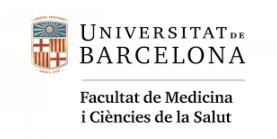 UNIVERSITAT DE
BARCELONA
Facultat de Medicina
i Ciències de la Salut